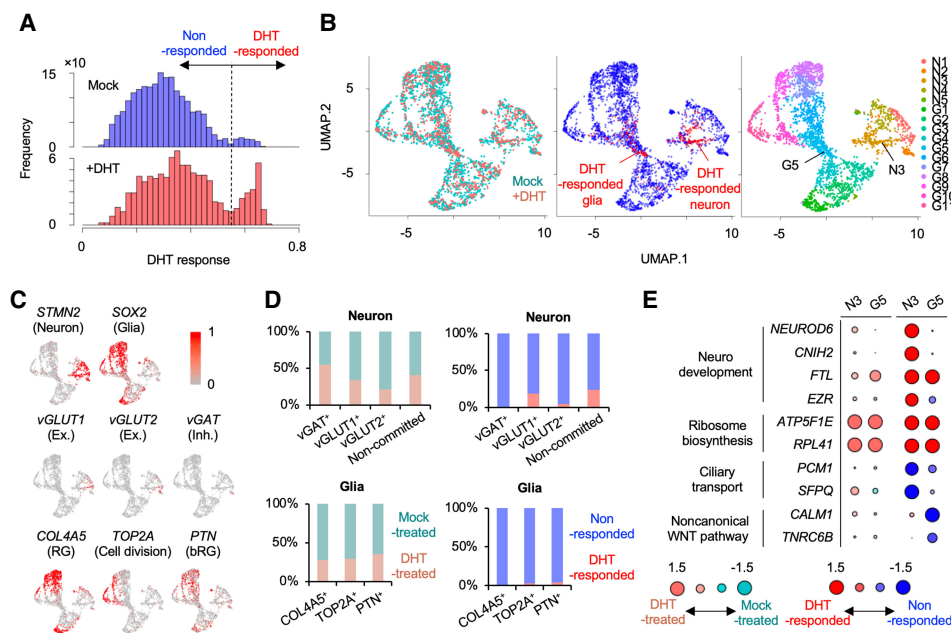 A
Non
-responded
DHT
-responded
×10
15
Mock
0
6
+DHT
0
Frequency
0
0.8
DHT response
B
UMAP.2
5
-5
Mock
+DHT
-5
10
DHT
-responded
glia
DHT
-responded
neuron
-5
10
G5
N3
-5
10
UMAP.1
N1
N2
N3
N4
N5
G1
G2
G3
G4
G5
G6
G7
G8
G9
C
STMN2
(Neuron)
SOX2
(Glia)
1
0
vGLUT1
(Ex.)
vGLUT2
(Ex.)
vGAT
(Inh.)
COL4A5
(RG)
TOP2A
(Cell division)
PTN
(bRG)
D
Neuron
100%
50%
0%
vGAT+
vGLUT1+
vGLUT2+
Non-committed
Neuron
100%
50%
0%
vGAT+
vGLUT1+
vGLUT2+
Non-committed
Glia
100%
50%
0%
Mock
-treated
DHT
-treated
COL4A5+
TOP2A+
PTN+
Glia
100%
50%
0%
Non
-responded
DHT
-responded
COL4A5+
TOP2A+
PTN+
E
N3 G5 N3 G5
Neuro
development
NEUROD6
CNIH2
FTL
EZR
Ribosome
biosynthesis
ATP5F1E
RPL41
Ciliary
transport
PCM1
SFPQ
Noncanonical
WNT pathway
CALM1
TNRC6B
1.5 -1.5
DHT
-treated
Mock
-treated
1.5 -1.5
DHT
-responded
Non
-responded